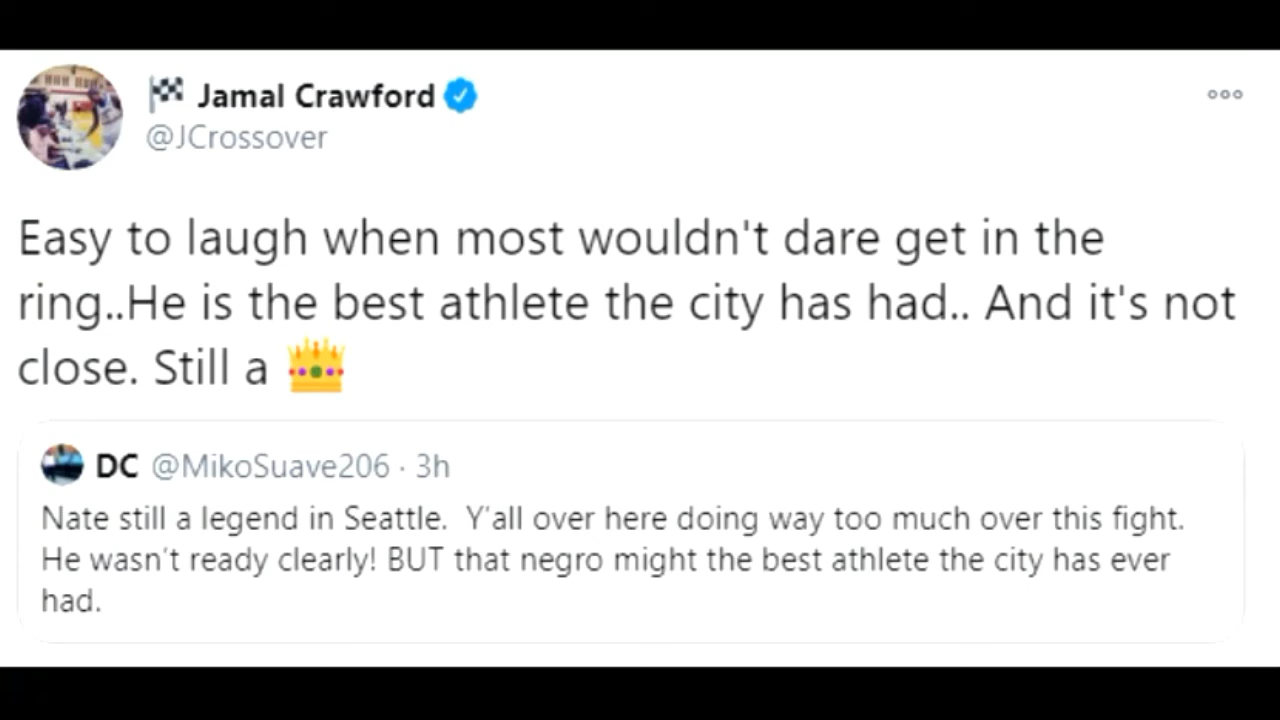 🏁 Jamal Crawford
@JCrossover
Easy to laugh when most wouldn't dare get in the
ring..He is the best athlete the city has had.. And it's not
close. Still a 👑
DC @MikoSuave206 · 3h
Nate still a legend in Seattle.  Y'all over here doing way too much over this fight.
He wasn't ready clearly! BUT that negro might the best athlete the city has ever
had.